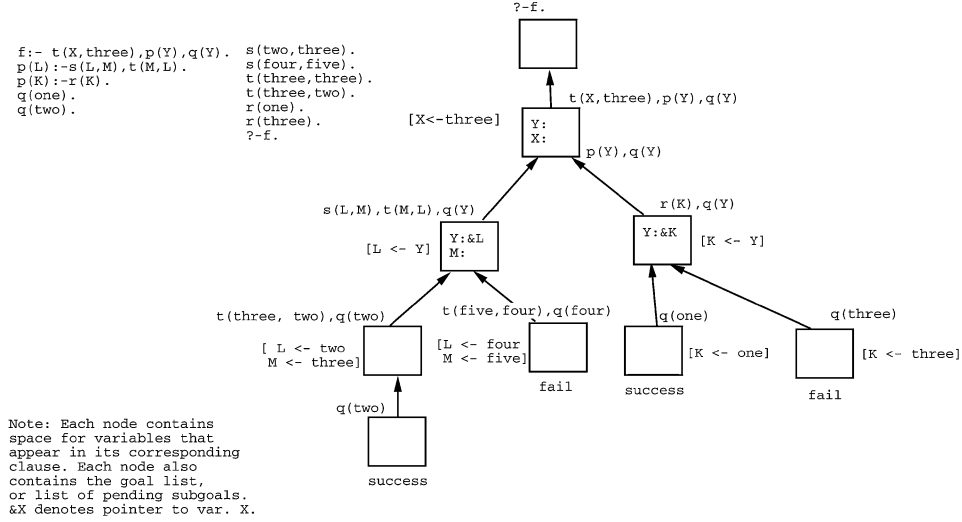 ?-f.
f:- t(X,three),p(Y),q(Y).
p(L):-s(L,M),t(M,L).
p(K):-r(K).
q(one).
q(two).
s(two,three).
s(four,five).
t(three,three).
t(three,two).
r(one).
r(three).
?-f.
t(X,three),p(Y),q(Y)
[X<-three]
Y:
X:
p(Y),q(Y)
s(L,M),t(M,L),q(Y)
r(K),q(Y)
[L <- Y]
Y:&L
M:
Y:&K
[K <- Y]
t(three, two),q(two)
t(five,four),q(four)
q(one)
q(three)
[ L <- two
M <- three]
[L <- four
M <- five]
[K <- one]
[K <- three]
fail
success
fail
q(two)
success
Note: Each node contains
space for variables that
appear in its corresponding
clause. Each node also
contains the goal list,
or list of pending subgoals.
&X denotes pointer to var. X.